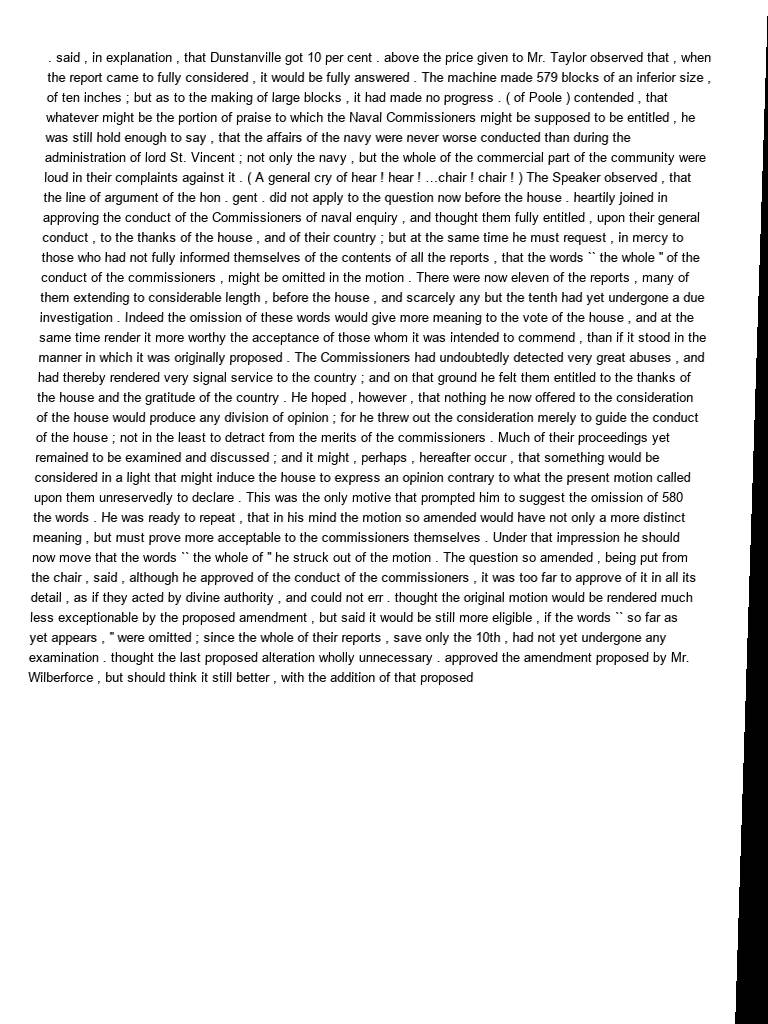 . said , in explanation , that Dunstanville got 10 per cent . above the price given to Mr. Taylor observed that , when
the report came to fully considered , it would be fully answered . The machine made 579 blocks of an inferior size ,
of ten inches ; but as to the making of large blocks , it had made no progress . ( of Poole ) contended , that
whatever might be the portion of praise to which the Naval Commissioners might be supposed to be entitled , he
was still hold enough to say , that the affairs of the navy were never worse conducted than during the
administration of lord St. Vincent ; not only the navy , but the whole of the commercial part of the community were
loud in their complaints against it . ( A general cry of hear ! hear ! …chair ! chair ! ) The Speaker observed , that
the line of argument of the hon . gent . did not apply to the question now before the house . heartily joined in
approving the conduct of the Commissioners of naval enquiry , and thought them fully entitled , upon their general
conduct , to the thanks of the house , and of their country ; but at the same time he must request , in mercy to
those who had not fully informed themselves of the contents of all the reports , that the words `` the whole '' of the
conduct of the commissioners , might be omitted in the motion . There were now eleven of the reports , many of
them extending to considerable length , before the house , and scarcely any but the tenth had yet undergone a due
investigation . Indeed the omission of these words would give more meaning to the vote of the house , and at the
same time render it more worthy the acceptance of those whom it was intended to commend , than if it stood in the
manner in which it was originally proposed . The Commissioners had undoubtedly detected very great abuses , and
had thereby rendered very signal service to the country ; and on that ground he felt them entitled to the thanks of
the house and the gratitude of the country . He hoped , however , that nothing he now offered to the consideration
of the house would produce any division of opinion ; for he threw out the consideration merely to guide the conduct
of the house ; not in the least to detract from the merits of the commissioners . Much of their proceedings yet
remained to be examined and discussed ; and it might , perhaps , hereafter occur , that something would be
considered in a light that might induce the house to express an opinion contrary to what the present motion called
upon them unreservedly to declare . This was the only motive that prompted him to suggest the omission of 580
the words . He was ready to repeat , that in his mind the motion so amended would have not only a more distinct
meaning , but must prove more acceptable to the commissioners themselves . Under that impression he should
now move that the words `` the whole of '' he struck out of the motion . The question so amended , being put from
the chair , said , although he approved of the conduct of the commissioners , it was too far to approve of it in all its
detail , as if they acted by divine authority , and could not err . thought the original motion would be rendered much
less exceptionable by the proposed amendment , but said it would be still more eligible , if the words `` so far as
yet appears , '' were omitted ; since the whole of their reports , save only the 10th , had not yet undergone any
examination . thought the last proposed alteration wholly unnecessary . approved the amendment proposed by Mr.
Wilberforce , but should think it still better , with the addition of that proposed